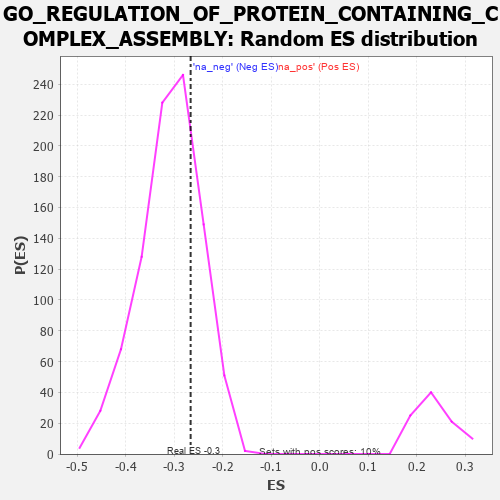 GO_REGULATION_OF_PROTEIN_CONTAINING_C
OMPLEX_ASSEMBLY: Random ES distribution
'na_neg' (Neg ES)na_pos' (Pos ES)
240
220
200
180
160
140
120
100
80
60
40
20
0
P(ES)
Real ES -0.3
Sets with pos scores: 10%
-0.5 -0.4 -0.3 -0.2 -0.1 0.0 0.1 0.2 0.3
ES